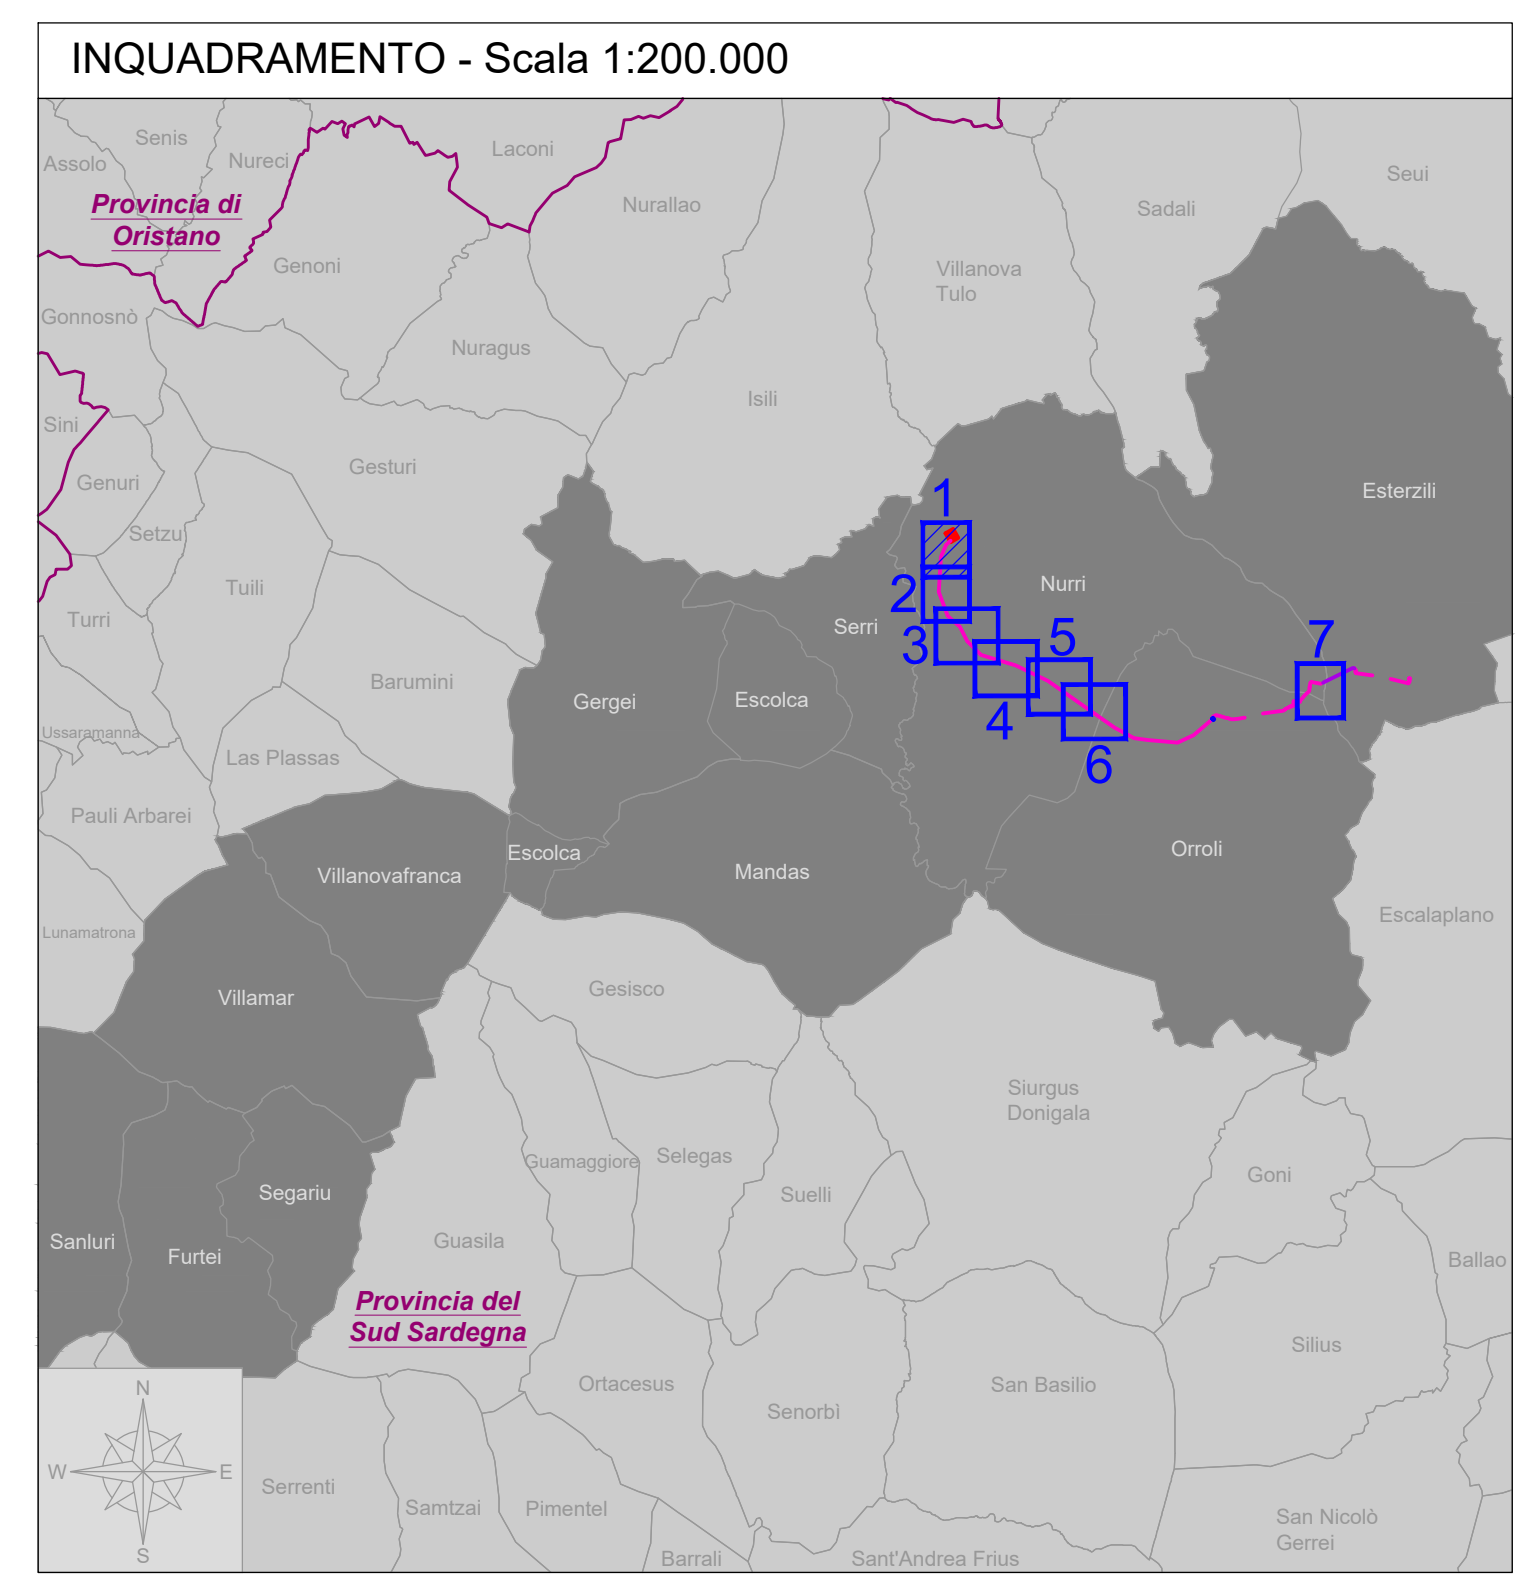 INQUADRAMENTO - Scala 1:200.000
Senis
Laconi
Assolo
Nureci
Seui
Provincia di
Oristano
Nurallao
Sadali
Genoni
Villanova
Tulo
Gonnosnò
Nuragus
Isili
Sini
Gesturi
Genuri
Esterzili
1
Setzu
Tuili
Nurri
2
Turri
Serri
3
5
7
Barumini
Gergei
Escolca
4
Ussaramanna
Las Plassas
6
Pauli Arbarei
Escolca
Orroli
Villanovafranca
Mandas
Escalaplano
Lunamatrona
Villamar
Gesisco
Siurgus
Donigala
Guamaggiore
Selegas
Goni
Segariu
Suelli
Sanluri
Furtei
Guasila
Ballao
Provincia del
Sud Sardegna
Silius
N
Ortacesus
San Basilio
Senorbì
W
E
Serrenti
Samtzai
Pimentel
San Nicolò
Gerrei
S
Barrali
Sant'Andrea Frius